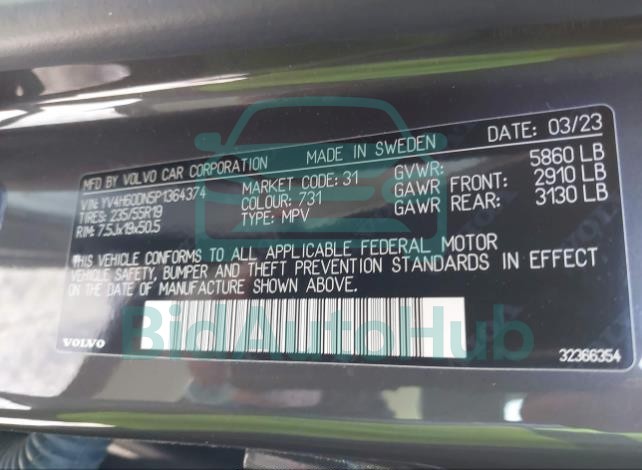 MFD BY VOLVO CAR CORPORATION MADE IN SWEDEN DATE: 03/23
VIN: YV4H600N5P1364374 MARKET CODE: 31 GVWR: 5860 LB
TIRES: 235/55R19 COLOUR: 731 GAWR FRONT: 2910 LB
RIM: 7.5Jx19x50.5 TYPE: MPV GAWR REAR: 3130 LB
THIS VEHICLE CONFORMS TO ALL APPLICABLE FEDERAL MOTOR
VEHICLE SAFETY, BUMPER AND THEFT PREVENTION STANDARDS IN EFFECT
ON THE DATE OF MANUFACTURE SHOWN ABOVE.
VOLVO 32366354
BidAutoHub